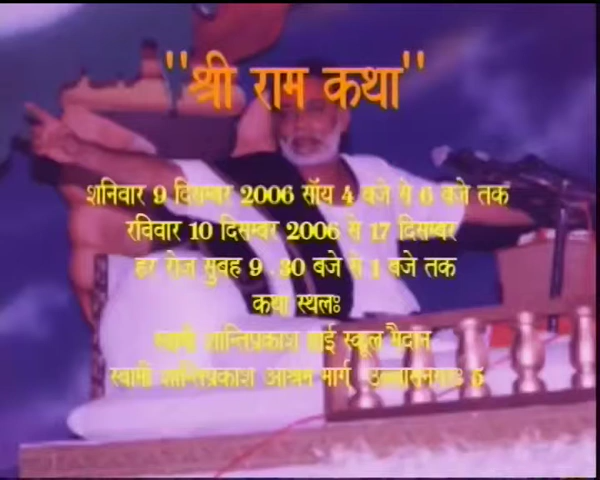 "श्री राम कथा"
शनिवार 9 दिसम्बर 2006 साँय 4 बजे से 6 बजे तक
रविवार 10 दिसम्बर 2006 से 17 दिसम्बर
हर रोज सुबह 9.30 बजे से 1 बजे तक
कथा स्थलः
स्वामी शान्तिप्रकाश हाई स्कूल मैदान
स्वामी शान्तिप्रकाश आश्रम मार्ग, उल्हासनगरः 5